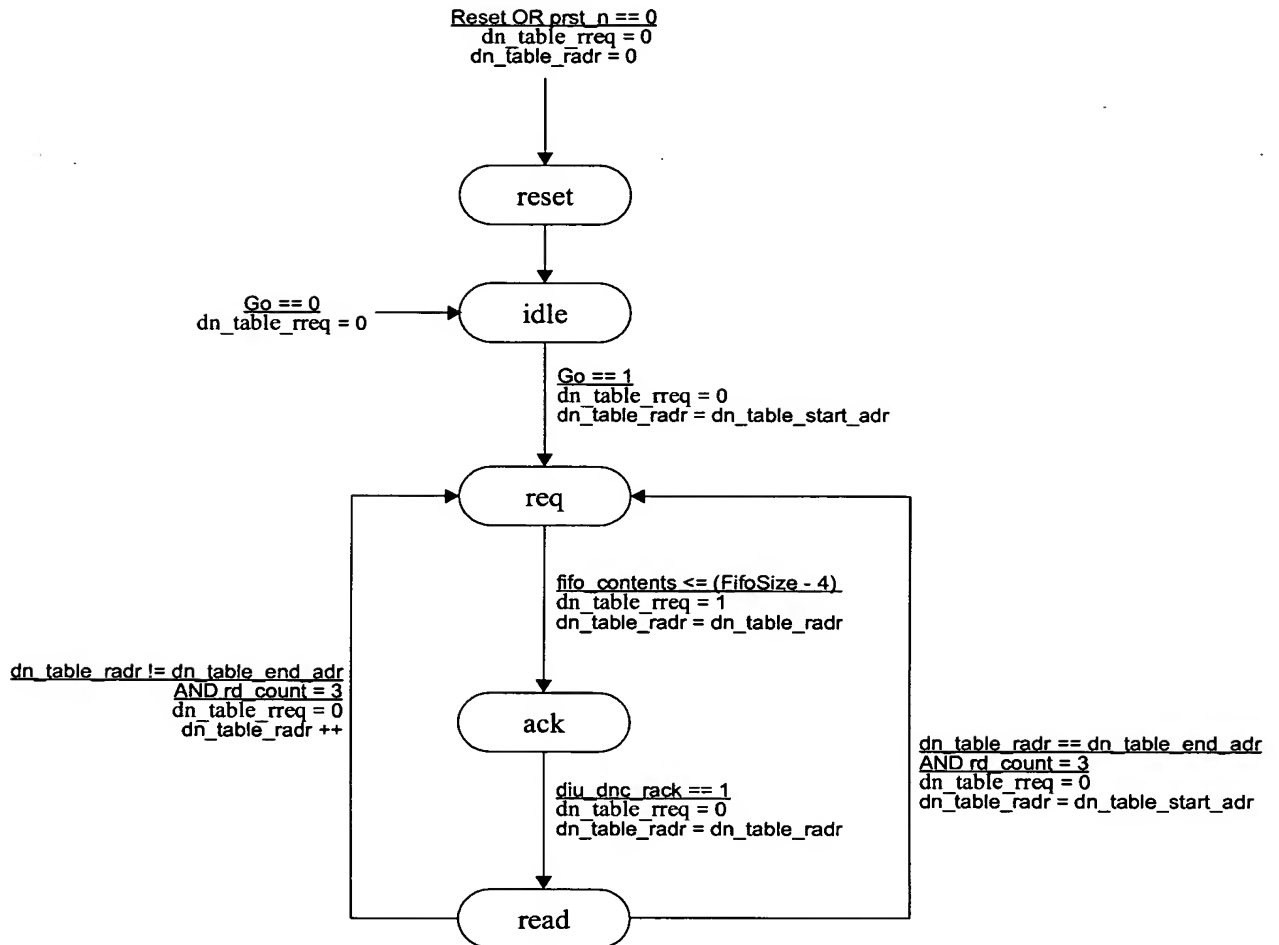 Reset OR prst_n == 0
dn_table_rreq = 0
dn_table_radr = 0
reset
idle
Go == 0
dn_table_rreq = 0
Go == 1
dn_table_rreq = 0
dn_table_radr = dn_table_start_adr
req
fifo_contents <= (FifoSize - 4)
dn_table_rreq = 1
dn_table_radr = dn_table_radr
dn_table_radr != dn_table_end_adr
AND rd_count = 3
dn_table_rreq = 0
dn_table_radr ++
ack
dn_table_radr == dn_table_end_adr
AND rd_count = 3
dn_table_rreq = 0
dn_table_radr = dn_table_start_adr
diu_dnc_rack == 1
dn_table_rreq = 0
dn_table_radr = dn_table_radr
read